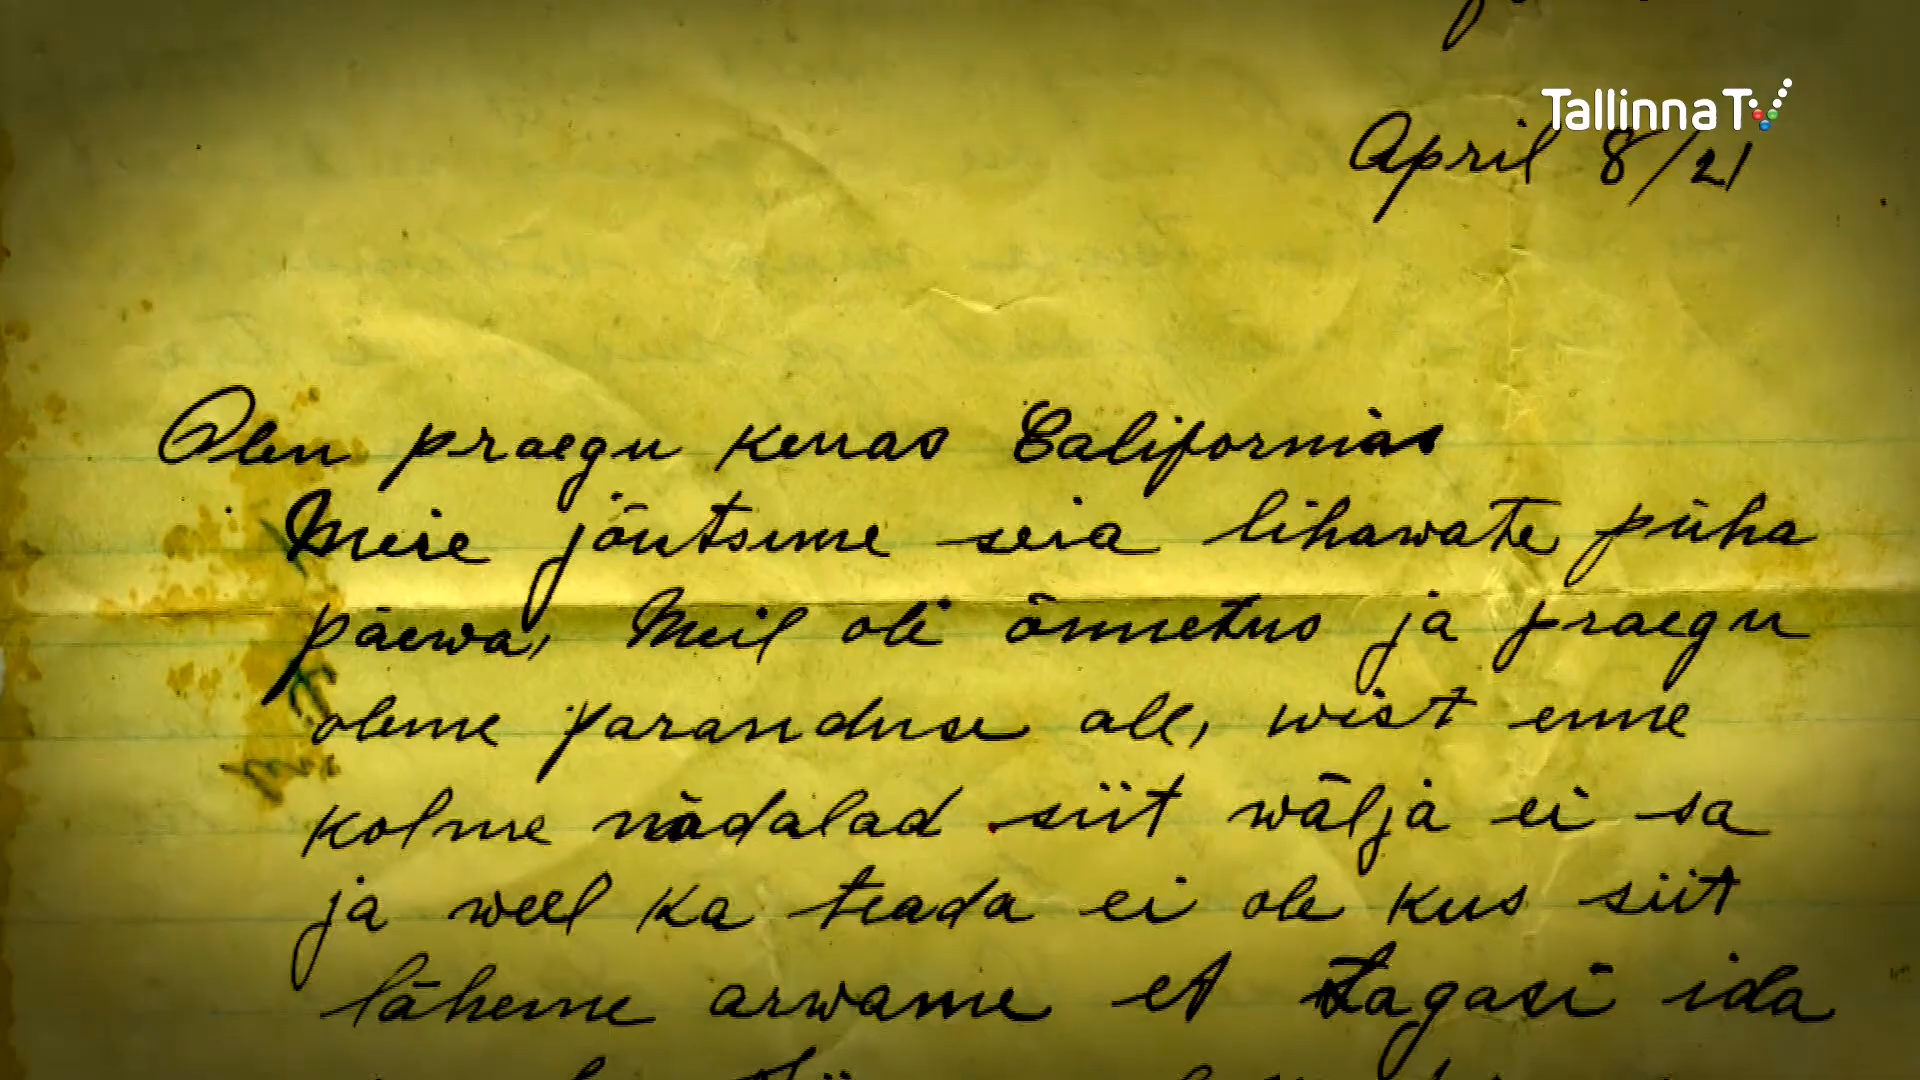 Tallinna TV
April 8/21
Olen praegu kenas Californias
Meie jõutsime seia lihawate püha
päewa, Meil oli õnnetus ja praegu
oleme paranduse all, wist enne
kolme nädalad siit wälja ei sa
ja weel ka teada ei ole kus siit
läheme arwame et tagasi ida